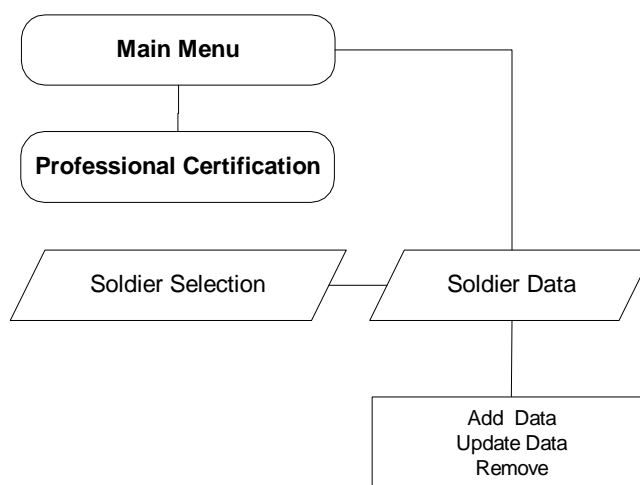 Main Menu
Professional Certification
Soldier Selection
Soldier Data
Add Data
Update Data
Remove